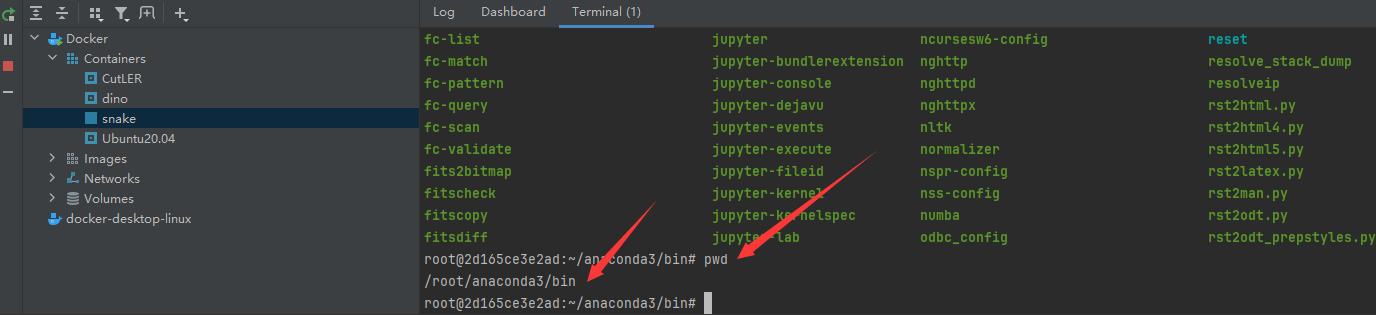 Log Dashboard Terminal (1)
Docker
Containers
CutLER
dino
snake
Ubuntu20.04
Images
Networks
Volumes
docker-desktop-linux
fc-list jupyter ncursesw6-config reset
fc-match jupyter-bundlerextension nghttp resolve_stack_dump
fc-pattern jupyter-console nghttpd resolveip
fc-query jupyter-dejavu nghttpx rst2html.py
fc-scan jupyter-events nltk rst2html4.py
fc-validate jupyter-execute normalizer rst2html5.py
fits2bitmap jupyter-fileid nspr-config rst2latex.py
fitscheck jupyter-kernel nss-config rst2man.py
fitscopy jupyter-kernelspec numba rst2odt.py
fitsdiff jupyter-lab odbc_config rst2odt_prepstyles.py
root@2d165ce3e2ad:~/anaconda3/bin# pwd
/root/anaconda3/bin
root@2d165ce3e2ad:~/anaconda3/bin#